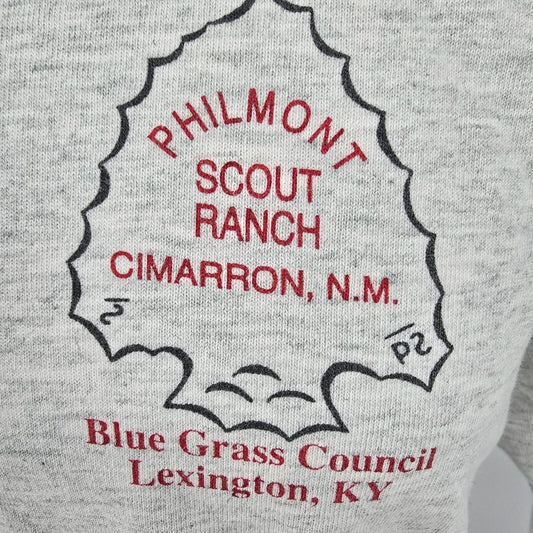 PHILMONT
SCOUT
RANCH
CIMARRON, N.M.
Blue Grass Council
Lexington, KY